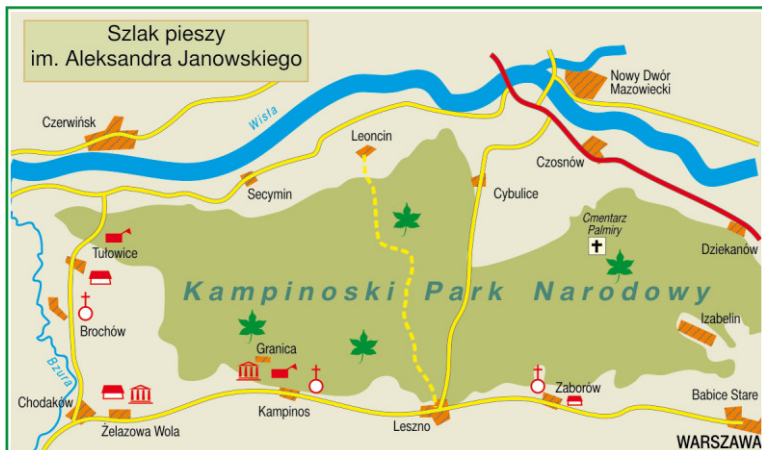 Szlak pieszy
im. Aleksandra Janowskiego
Nowy Dwór
Mazowiecki
Czerwińsk
Wisła
Leoncin
Czosnów
Secymin
Cybulice
Cmentarz
Palmiry
Dziekanów
Tułowice
Kampinoski Park Narodowy
Izabelin
Brochów
Granica
Bzura
Zaborów
Babice Stare
Chodaków
Kampinos
Leszno
Żelazowa Wola
WARSZAWA